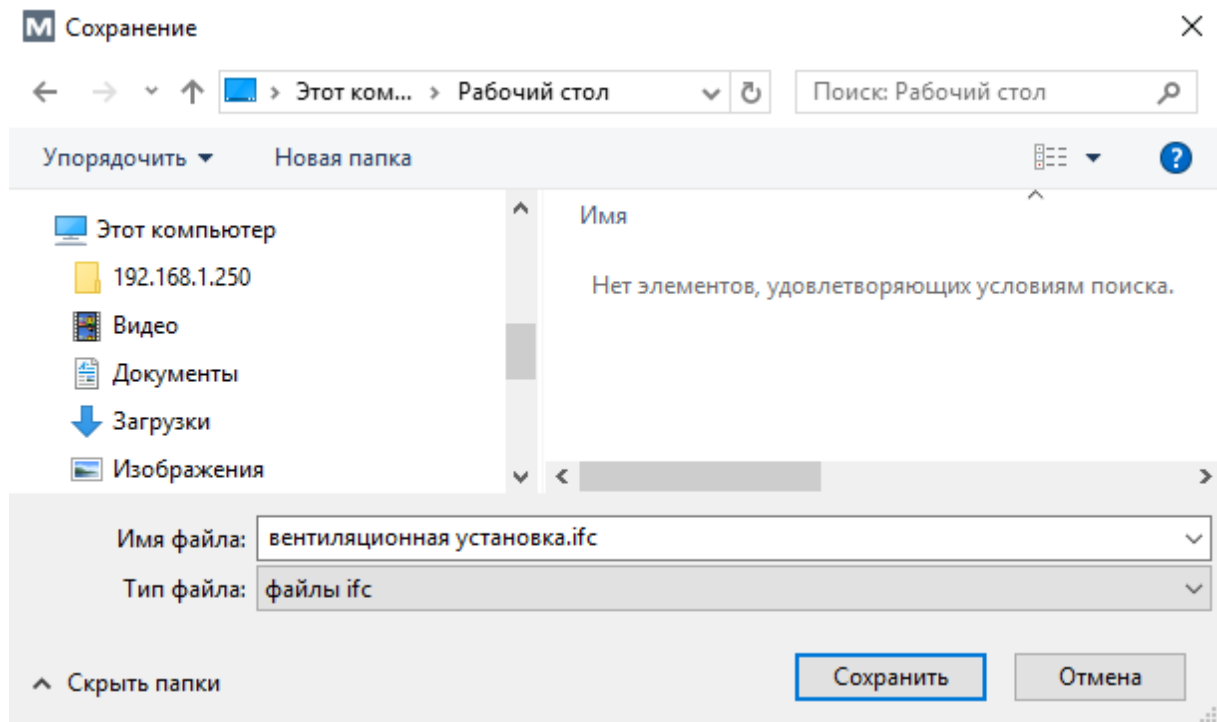 M Сохранение
Этот ком... Рабочий стол Поиск: Рабочий стол
Упорядочить Новая папка ?
Этот компьютер
192.168.1.250
Видео
Документы
Загрузки
Изображения
Имя
Нет элементов, удовлетворяющих условиям поиска.
Имя файла: вентиляционная установка.ifc
Тип файла: файлы ifc
Скрыть папки Сохранить Отмена